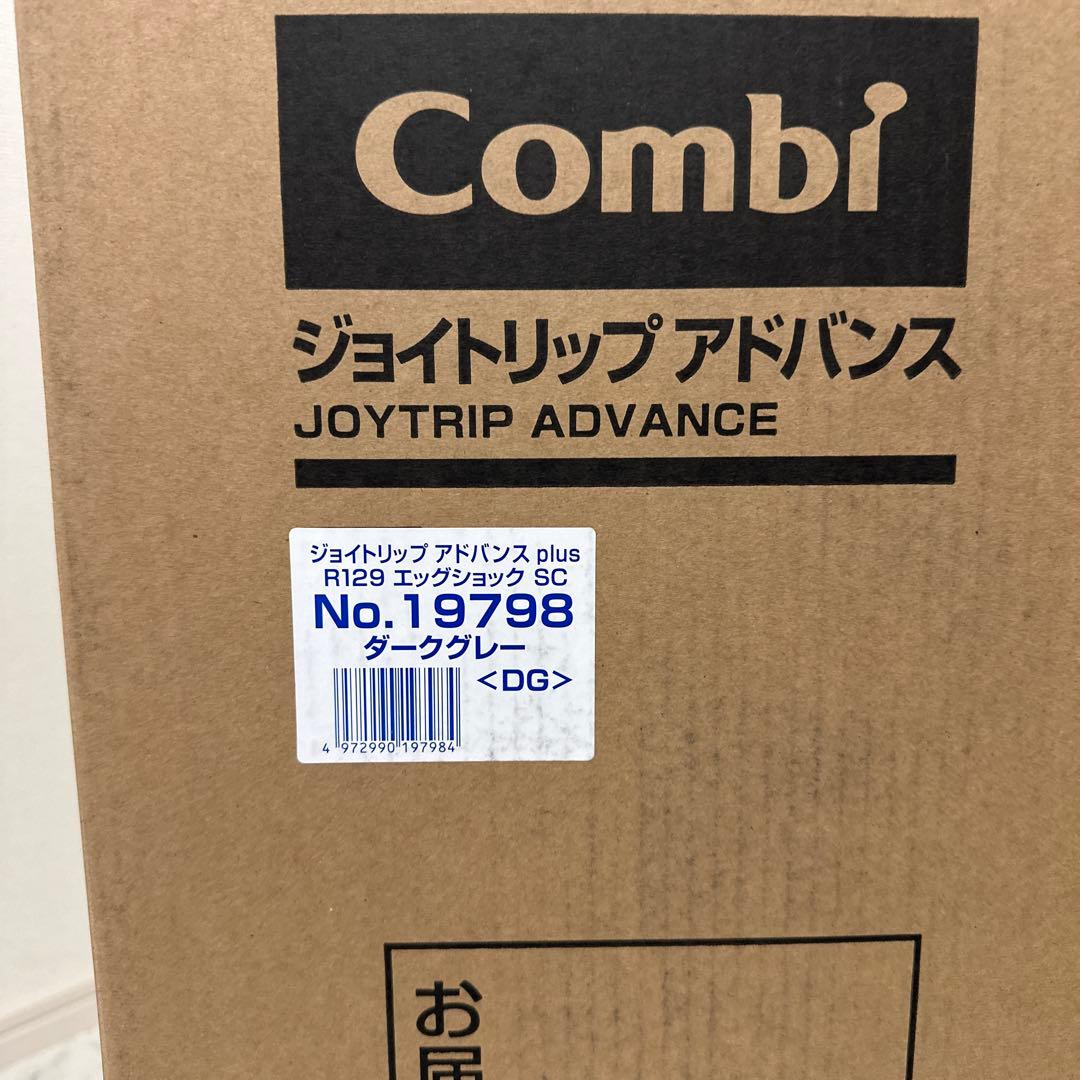 Combi
ジョイトリップ アドバンス
JOYTRIP ADVANCE
ジョイトリップ アドバンス plus
R129 エッグショック SC
No.19798
ダークグレー
<DG>
4 972990 197984
お届